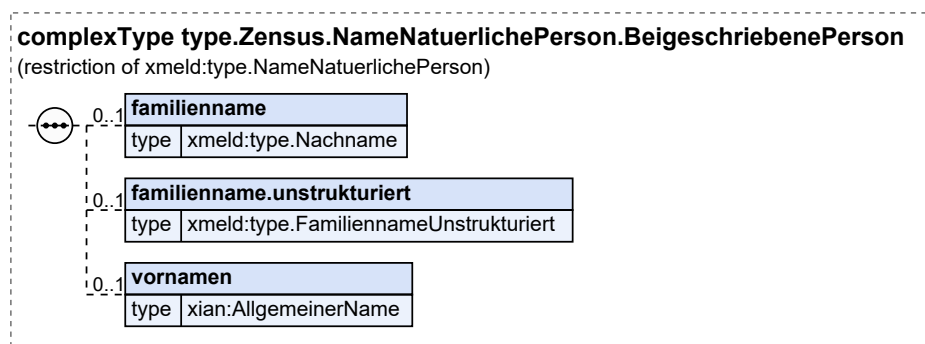 complexType type.Zensus.NameNatuerlichePerson.BeigeschriebenePerson
(restriction of xmeld:type.NameNatuerlichePerson)
0..1 familienname
type xmeld:type.Nachname
0..1 familienname.unstrukturiert
type xmeld:type.FamiliennameUnstrukturiert
0..1 vornamen
type xian:AllgemeinerName